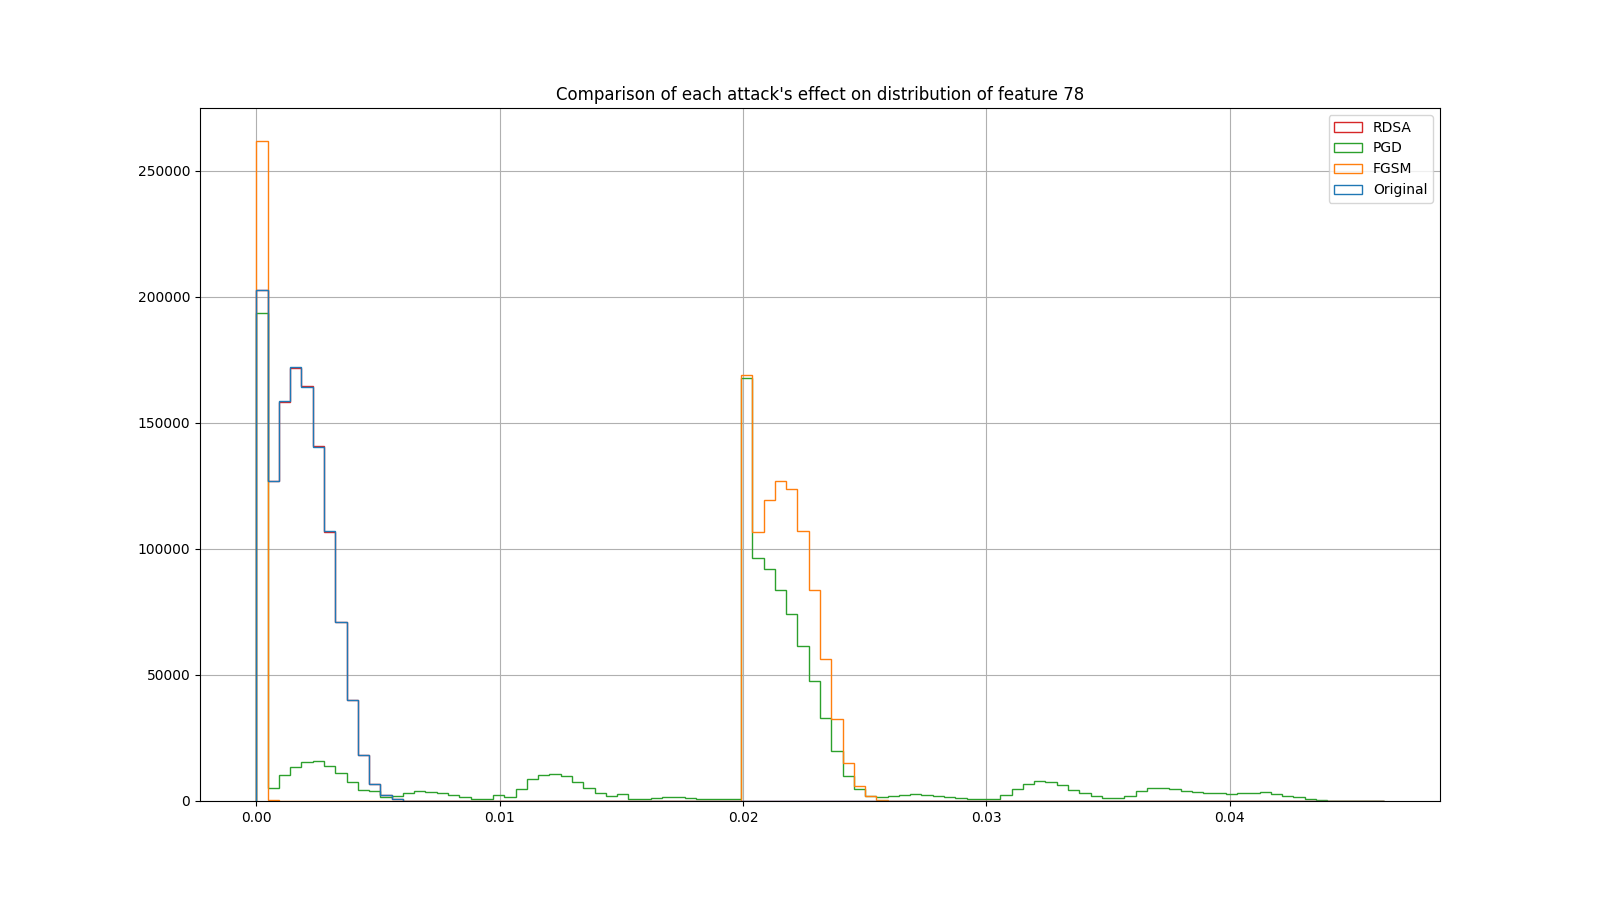 Comparison of each attack's effect on distribution of feature 78
RDSA
PGD
FGSM
Original
250000
200000
150000
100000
50000
0
0.00 0.01 0.02 0.03 0.04